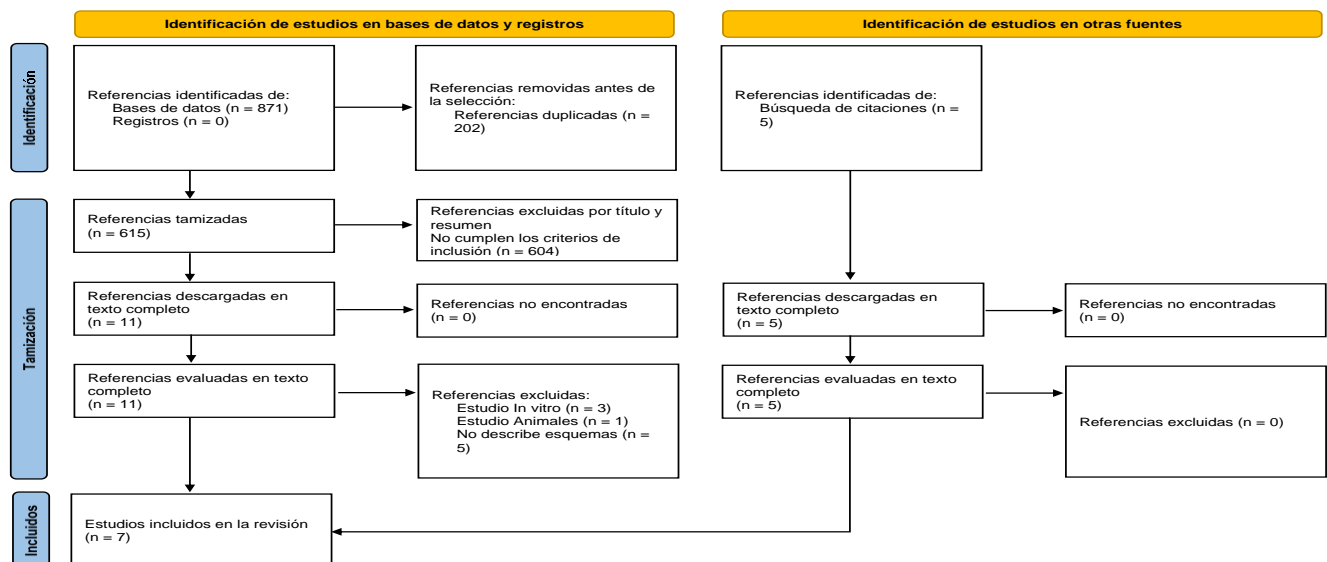 Identificación de estudios en bases de datos y registros
Identificación de estudios en otras fuentes
Identificación
Referencias identificadas de:
Bases de datos (n = 871)
Registros (n = 0)
Referencias removidas antes de
la selección:
Referencias duplicadas (n =
202)
Referencias identificadas de:
Búsqueda de citaciones (n =
5)
Tamización
Referencias tamizadas
(n = 615)
Referencias excluidas por título y
resumen
No cumplen los criterios de
inclusión (n = 604)
Referencias descargadas en
texto completo
(n = 11)
Referencias no encontradas
(n = 0)
Referencias descargadas en
texto completo
(n = 5)
Referencias no encontradas
(n = 0)
Referencias evaluadas en texto
completo
(n = 11)
Referencias excluidas:
Estudio In vitro (n = 3)
Estudio Animales (n = 1)
No describe esquemas (n =
5)
Referencias evaluadas en texto
completo
(n = 5)
Referencias excluidas (n = 0)
Incluidos
Estudios incluidos en la revisión
(n = 7)